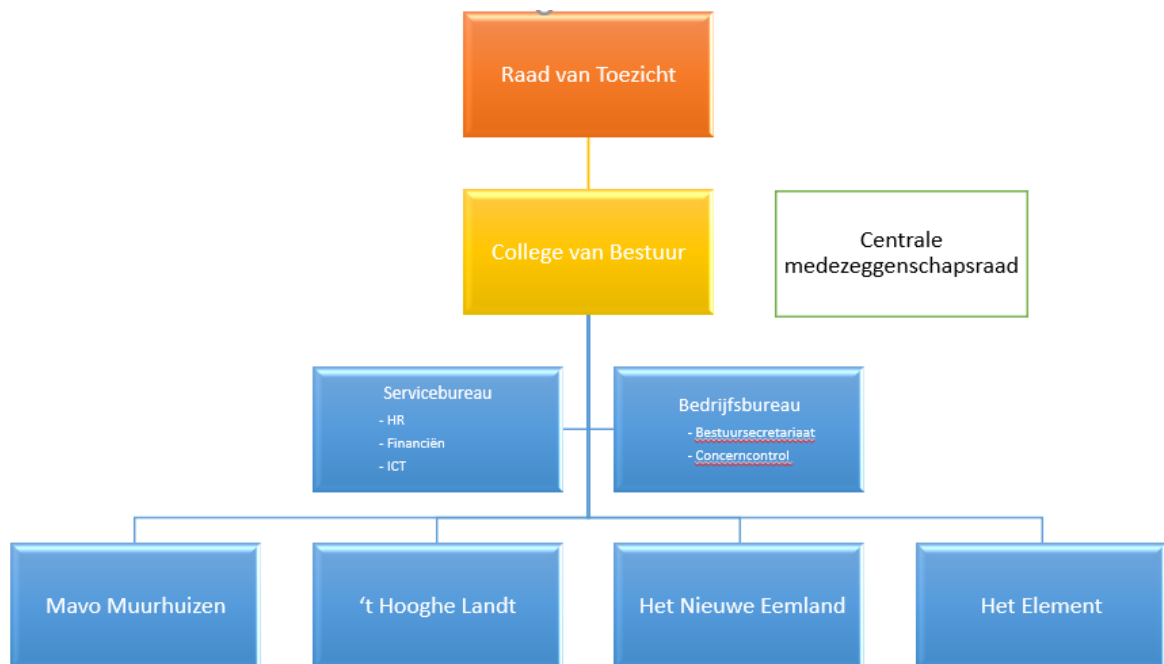 Raad van Toezicht
College van Bestuur
Centrale
medezeggenschapsraad
Servicebureau
- HR
- Financiën
- ICT
Bedrijfsbureau
- Bestuursecretariaat
- Concerncontrol
Mavo Muurhuizen
‘t Hooghe Landt
Het Nieuwe Eemland
Het Element